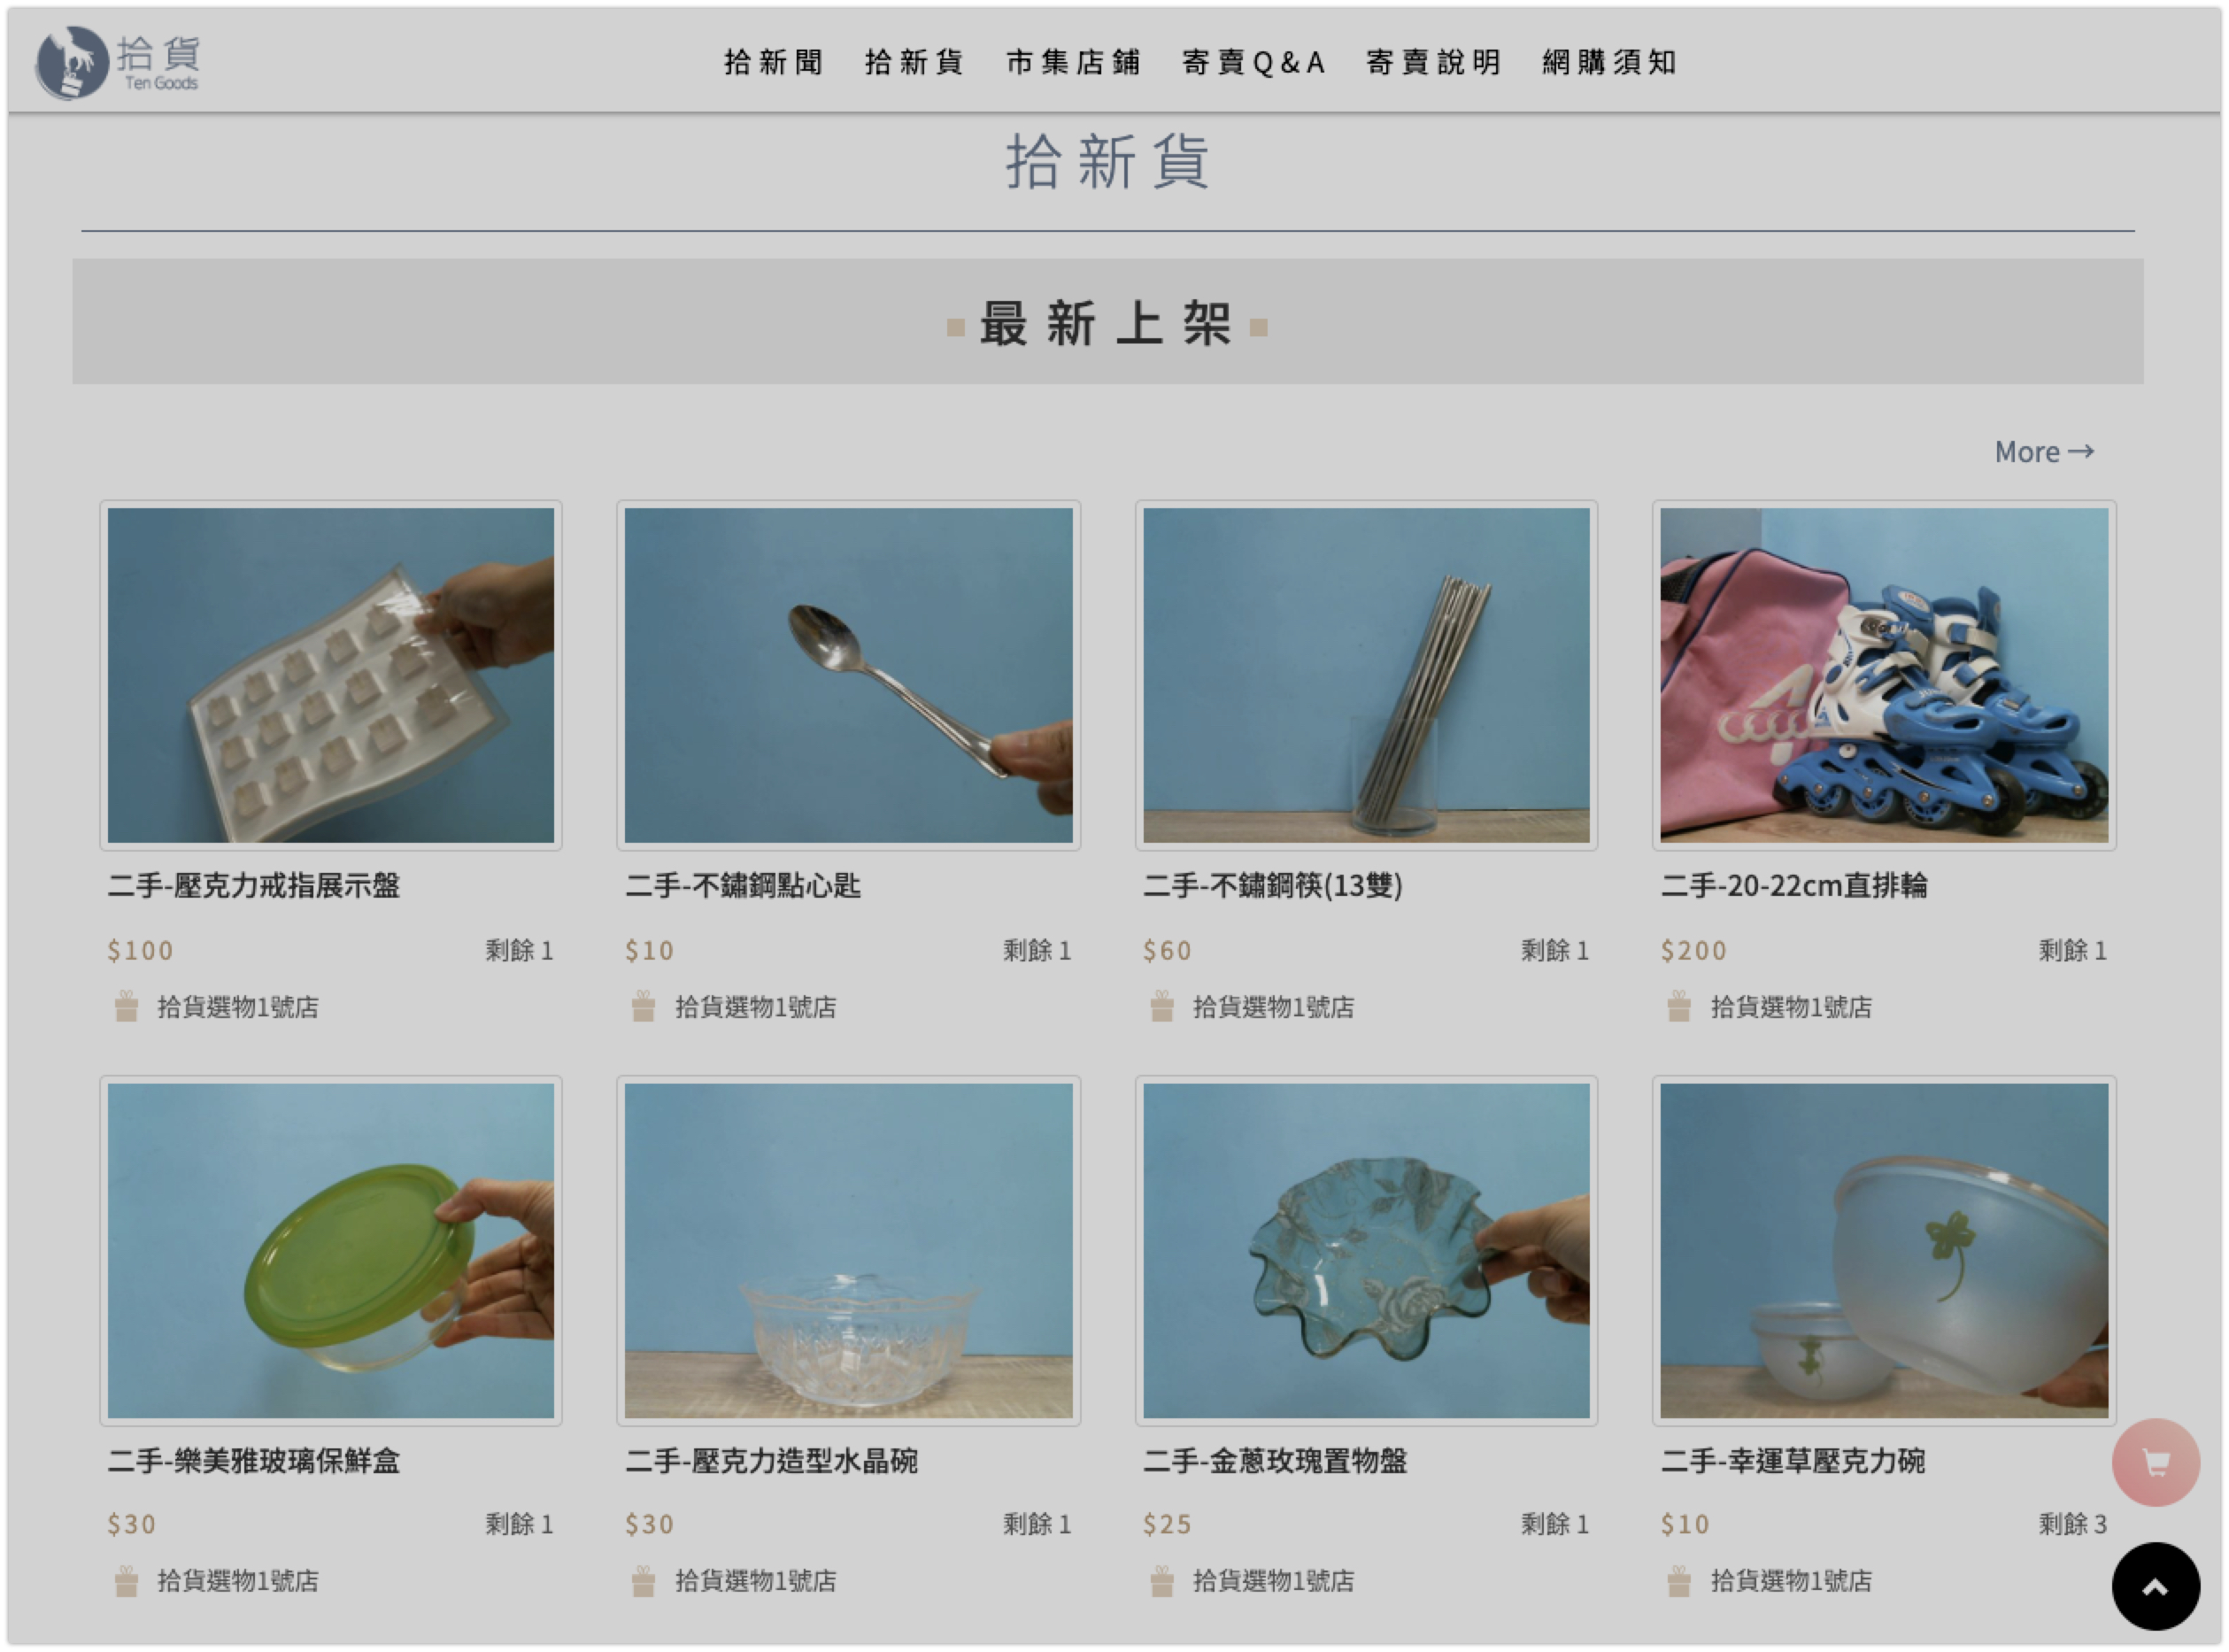 拾貨
Ten Goods
拾新聞 拾新貨 市集店鋪 寄賣Q&A 寄賣說明 網購須知
拾新貨
最新上架
More →
二手-壓克力戒指展示盤
$100 剩餘 1
拾貨選物1號店
二手-不鏽鋼點心匙
$10 剩餘 1
拾貨選物1號店
二手-不鏽鋼筷(13雙)
$60 剩餘 1
拾貨選物1號店
二手-20-22cm直排輪
$200 剩餘 1
拾貨選物1號店
二手-樂美雅玻璃保鮮盒
$30 剩餘 1
拾貨選物1號店
二手-壓克力造型水晶碗
$30 剩餘 1
拾貨選物1號店
二手-金蔥玫瑰置物盤
$25 剩餘 1
拾貨選物1號店
二手-幸運草壓克力碗
$10 剩餘 3
拾貨選物1號店